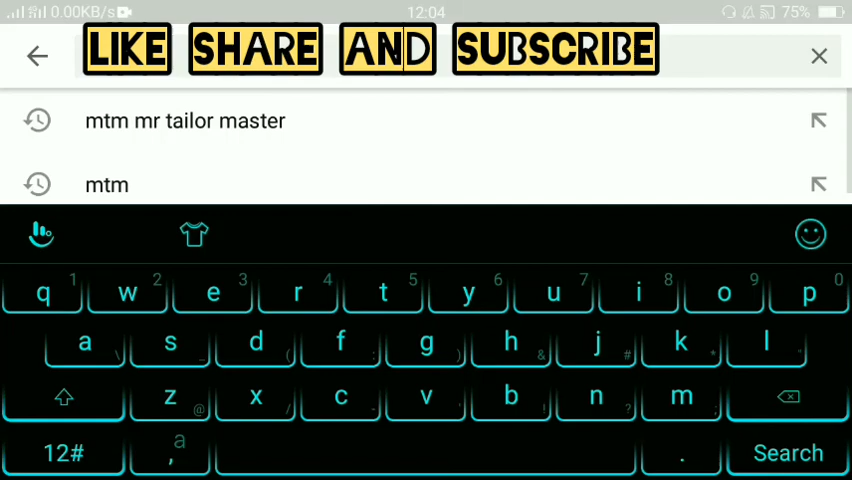 0.00KB/s 12:04 75%
LIKE SHARE AND SUBSCRIBE
mtm mr tailor master
mtm
q 1 w 2 e 3 r 4 t 5 y 6 u 7 i 8 o 9 p 0
a \ s _ d ( f : g ) h & j # k * l "
z @ x / c - v b ! n ? m ;
12# , a . Search